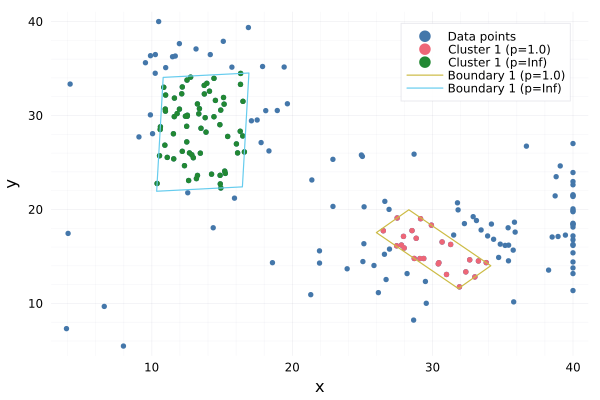 40
30
20
10
y
10
20
30
40
x
Data points
Cluster 1 (p=1.0)
Cluster 1 (p=Inf)
Boundary 1 (p=1.0)
Boundary 1 (p=Inf)